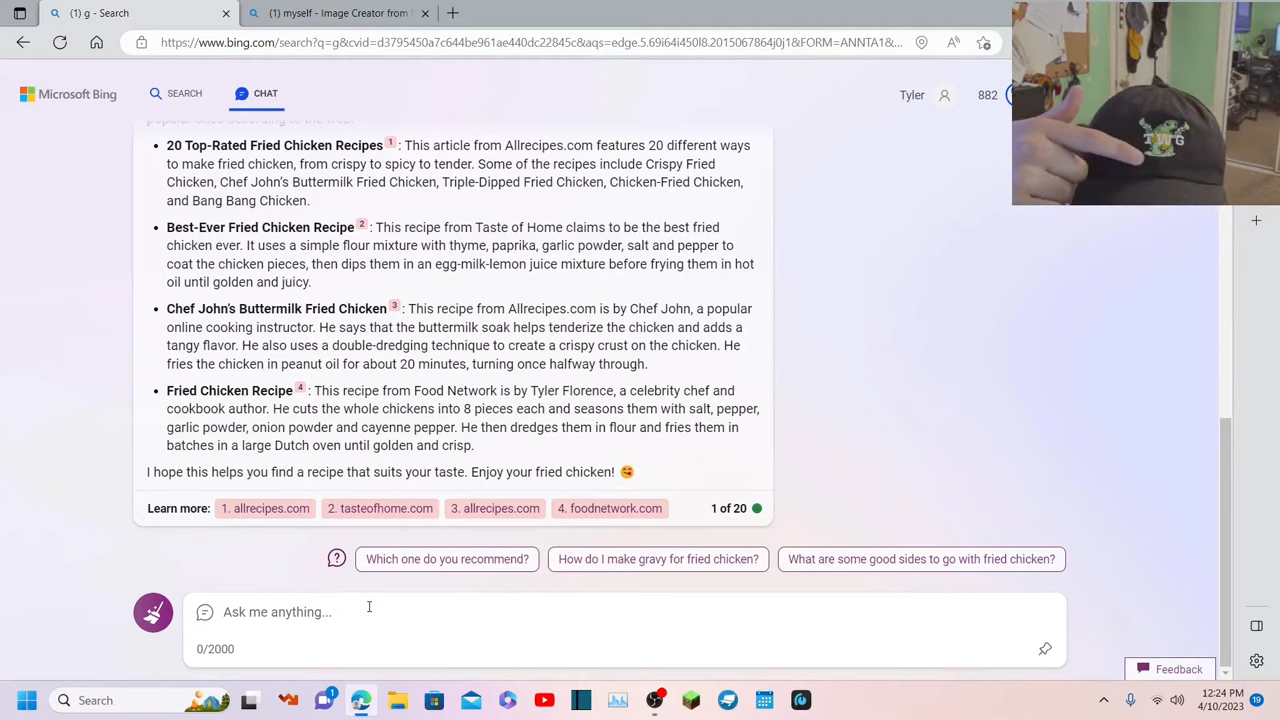 (1) g - Search
(1) myself - Image Creator from
https://www.bing.com/search?q=g&cvid=d3795450a7c644be961ae440dc22845c&aqs=edge.5.69i64i450l8.2015067864j0j1&FORM=ANNTA1&...
Microsoft Bing
SEARCH
CHAT
Tyler
882
popular ones according to the web:
• 20 Top-Rated Fried Chicken Recipes 1 : This article from Allrecipes.com features 20 different ways
to make fried chicken, from crispy to spicy to tender. Some of the recipes include Crispy Fried
Chicken, Chef John's Buttermilk Fried Chicken, Triple-Dipped Fried Chicken, Chicken-Fried Chicken,
and Bang Bang Chicken.
• Best-Ever Fried Chicken Recipe 2 : This recipe from Taste of Home claims to be the best fried
chicken ever. It uses a simple flour mixture with thyme, paprika, garlic powder, salt and pepper to
coat the chicken pieces, then dips them in an egg-milk-lemon juice mixture before frying them in hot
oil until golden and juicy.
• Chef John's Buttermilk Fried Chicken 3 : This recipe from Allrecipes.com is by Chef John, a popular
online cooking instructor. He says that the buttermilk soak helps tenderize the chicken and adds a
tangy flavor. He also uses a double-dredging technique to create a crispy crust on the chicken. He
fries the chicken in peanut oil for about 20 minutes, turning once halfway through.
• Fried Chicken Recipe 4 : This recipe from Food Network is by Tyler Florence, a celebrity chef and
cookbook author. He cuts the whole chickens into 8 pieces each and seasons them with salt, pepper,
garlic powder, onion powder and cayenne pepper. He then dredges them in flour and fries them in
batches in a large Dutch oven until golden and crisp.
I hope this helps you find a recipe that suits your taste. Enjoy your fried chicken! 😋
Learn more: 1. allrecipes.com 2. tasteofhome.com 3. allrecipes.com 4. foodnetwork.com 1 of 20
Which one do you recommend? How do I make gravy for fried chicken? What are some good sides to go with fried chicken?
Ask me anything...
0/2000
Feedback
Search
1
12:24 PM
4/10/2023
19
TWG